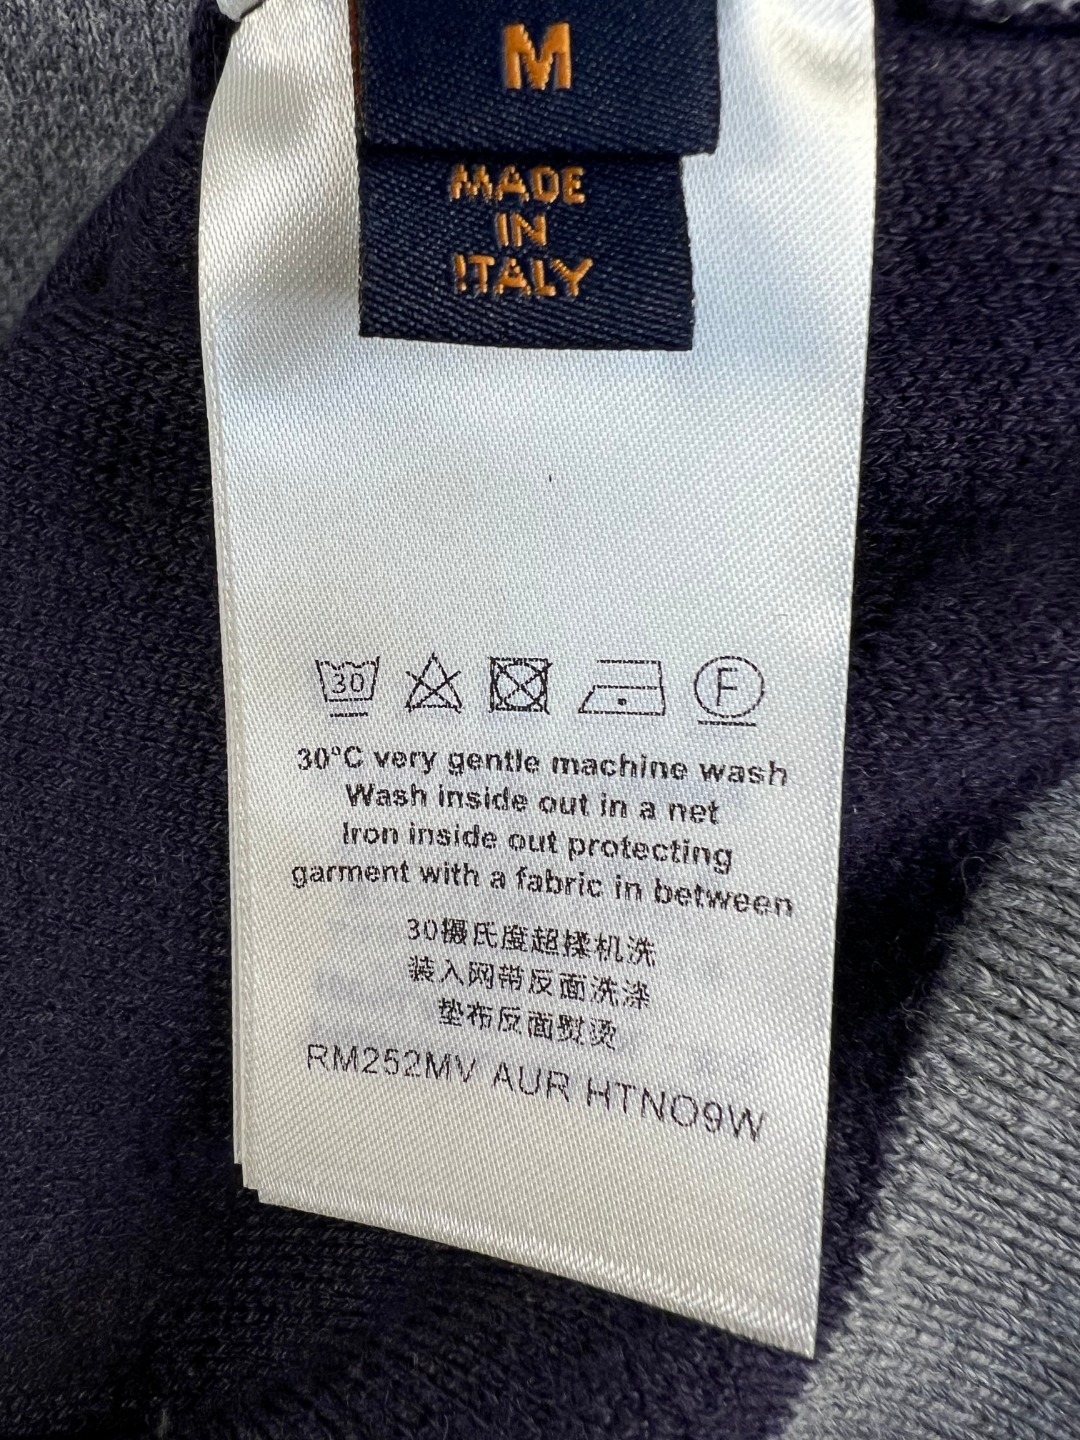 M
MADE
IN
ITALY
30 F
30°C very gentle machine wash
Wash inside out in a net
Iron inside out protecting
garment with a fabric in between
30摄氏度超揉机洗
装入网带反面洗涤
垫布反面熨烫
RM252MV AUR HTNO9W